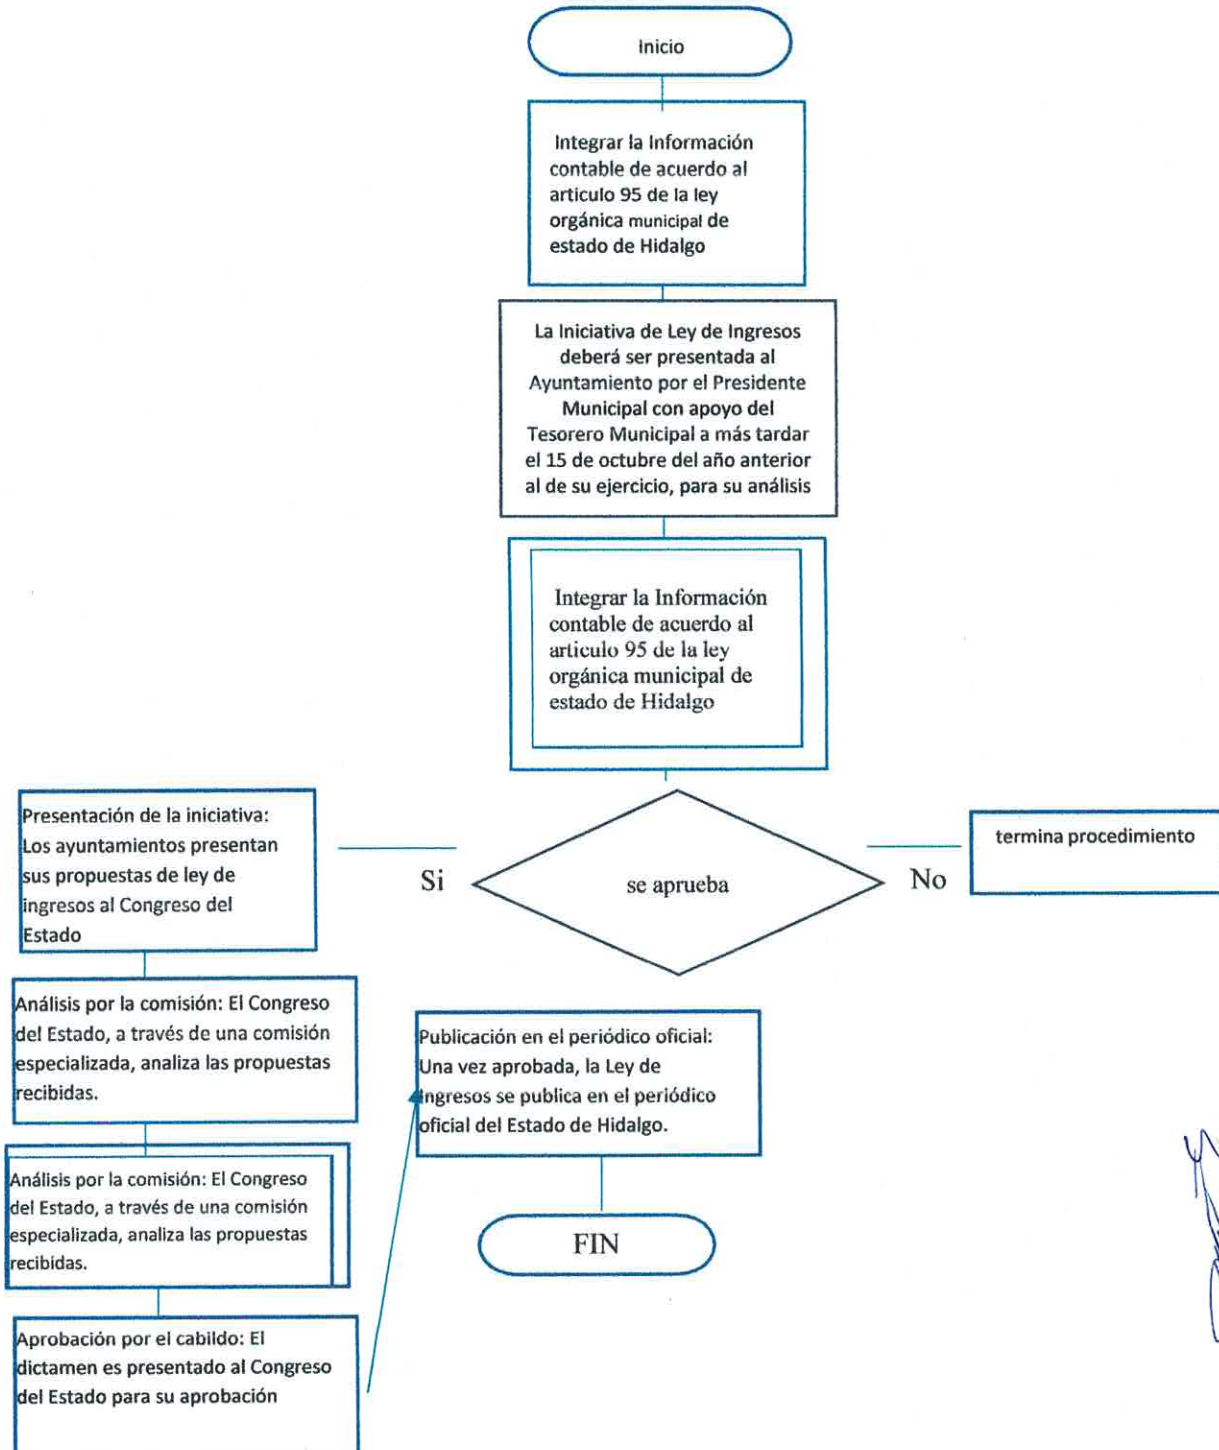 Inicio
Integrar la Información
contable de acuerdo al
articulo 95 de la ley
orgánica municipal de
estado de Hidalgo
La Iniciativa de Ley de Ingresos
deberá ser presentada al
Ayuntamiento por el Presidente
Municipal con apoyo del
Tesorero Municipal a más tardar
el 15 de octubre del año anterior
al de su ejercicio, para su análisis
Integrar la Información
contable de acuerdo al
articulo 95 de la ley
orgánica municipal de
estado de Hidalgo
se aprueba
Si
No
termina procedimiento
Presentación de la iniciativa:
Los ayuntamientos presentan
sus propuestas de ley de
ingresos al Congreso del
Estado
Análisis por la comisión: El Congreso
del Estado, a través de una comisión
especializada, analiza las propuestas
recibidas.
Análisis por la comisión: El Congreso
del Estado, a través de una comisión
especializada, analiza las propuestas
recibidas.
Aprobación por el cabildo: El
dictamen es presentado al Congreso
del Estado para su aprobación
Publicación en el periódico oficial:
Una vez aprobada, la Ley de
Ingresos se publica en el periódico
oficial del Estado de Hidalgo.
FIN